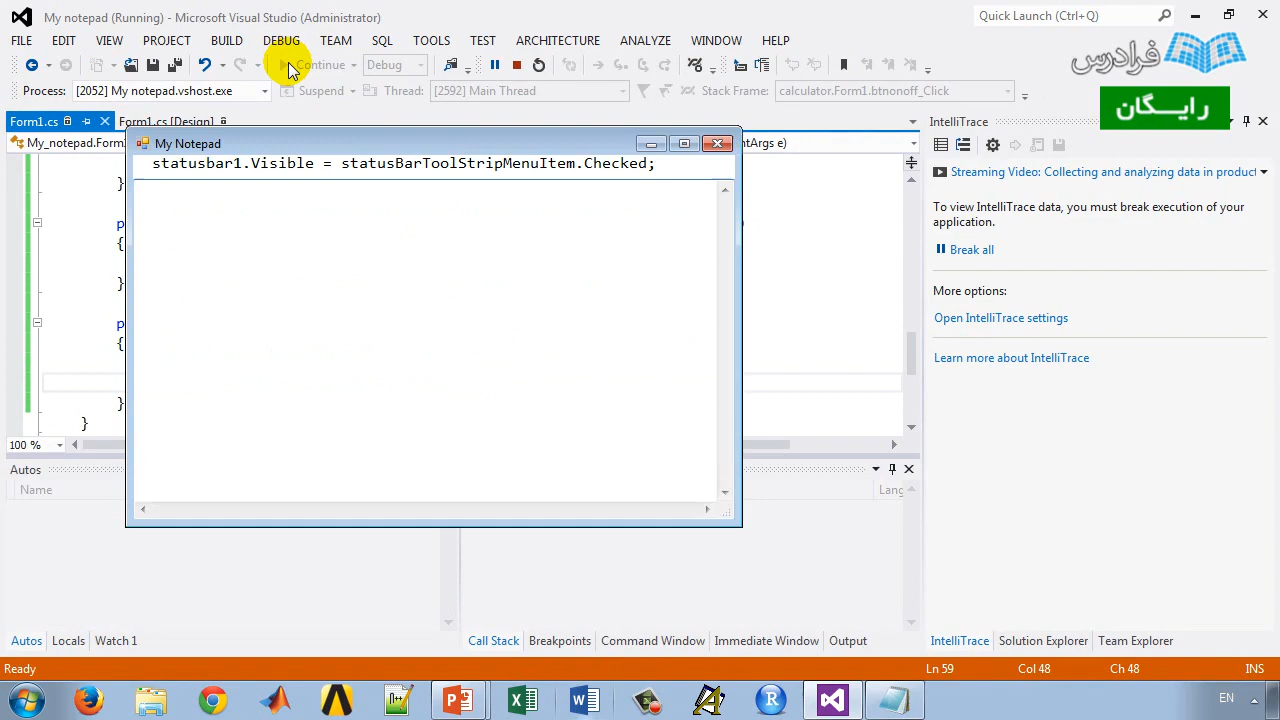 My notepad (Running) - Microsoft Visual Studio (Administrator)
Quick Launch (Ctrl+Q)
FILE EDIT VIEW PROJECT BUILD DEBUG TEAM SQL TOOLS TEST ARCHITECTURE ANALYZE WINDOW HELP
Continue Debug
فرادرس
رایگان
Process: [2052] My notepad.vshost.exe Suspend Thread: [2592] Main Thread Stack Frame: calculator.Form1.btnonoff_Click
Form1.cs Form1.cs [Design] IntelliTrace
My_notepad.Form1 My Notepad entArgs e)
statusbar1.Visible = statusBarToolStripMenuItem.Checked;
Streaming Video: Collecting and analyzing data in product
}
To view IntelliTrace data, you must break execution of your
application.
p
{
Break all
}
More options:
Open IntelliTrace settings
p
{
Learn more about IntelliTrace
}
}
100 %
Autos
Name Lang
Autos Locals Watch 1 Call Stack Breakpoints Command Window Immediate Window Output IntelliTrace Solution Explorer Team Explorer
Ready Ln 59 Col 48 Ch 48 INS
EN